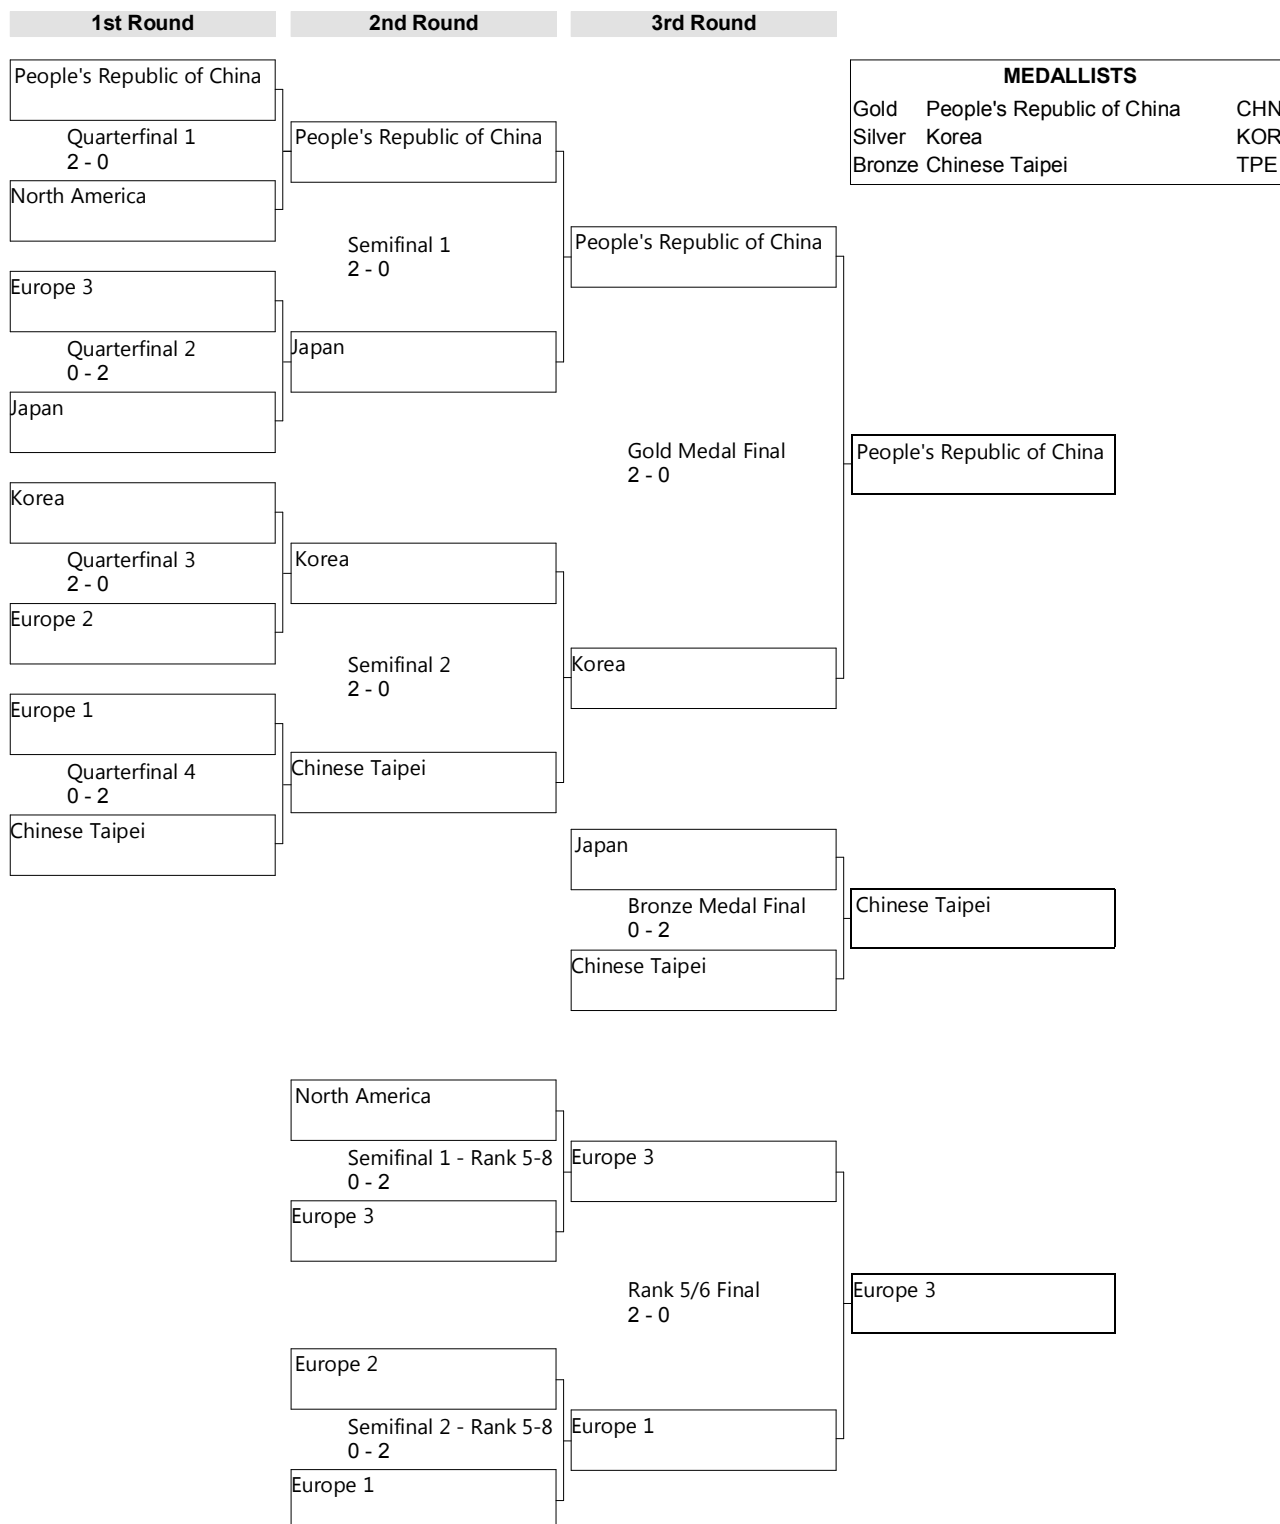 1st Round
2nd Round
3rd Round
People's Republic of China
Quarterfinal 1
2 - 0
North America
Europe 3
Quarterfinal 2
0 - 2
Japan
Korea
Quarterfinal 3
2 - 0
Europe 2
Europe 1
Quarterfinal 4
0 - 2
Chinese Taipei
People's Republic of China
Semifinal 1
2 - 0
Japan
Korea
Semifinal 2
2 - 0
Chinese Taipei
People's Republic of China
Gold Medal Final
2 - 0
Korea
People's Republic of China
MEDALLISTS
Gold People's Republic of China CHN
Silver Korea KOR
Bronze Chinese Taipei TPE
Japan
Bronze Medal Final
0 - 2
Chinese Taipei
Chinese Taipei
North America
Semifinal 1 - Rank 5-8
0 - 2
Europe 3
Europe 2
Semifinal 2 - Rank 5-8
0 - 2
Europe 1
Europe 3
Rank 5/6 Final
2 - 0
Europe 1
Europe 3